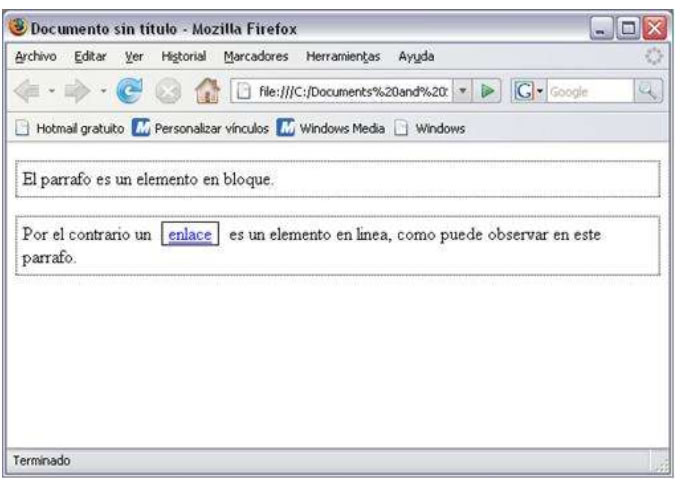 Documento sin título - Mozilla Firefox
Archivo Editar Ver Historial Marcadores Herramientas Ayuda
file:///C:/Documents%20and%20 G Google
Hotmail gratuito Personalizar vínculos Windows Media Windows
El parrafo es un elemento en bloque.
Por el contrario un enlace es un elemento en linea, como puede observar en este
parrafo.
Terminado